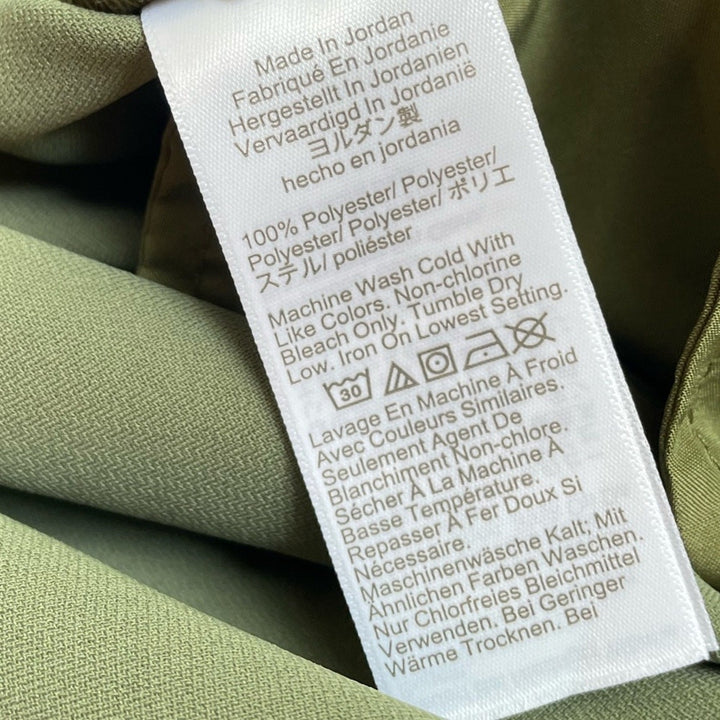 Made In Jordan
Fabriqué En Jordanie
Hergestellt In Jordanien
Vervaardigd In Jordanië
ヨルダン製
hecho en jordania
100% Polyester/ Polyester/
Polyester/ Polyester/ ポリエ
ステル/ poliéster
Machine Wash Cold With
Like Colors. Non-chlorine
Bleach Only. Tumble Dry
Low. Iron On Lowest Setting.
30
Lavage En Machine À Froid
Avec Couleurs Similaires.
Seulement Agent De
Blanchiment Non-chlore.
Sécher À La Machine À
Basse Température.
Repasser À Fer Doux Si
Nécessaire.
Maschinenwäsche Kalt; Mit
Ähnlichen Farben Waschen.
Nur Chlorfreies Bleichmittel
Verwenden. Bei Geringer
Wärme Trocknen. Bei